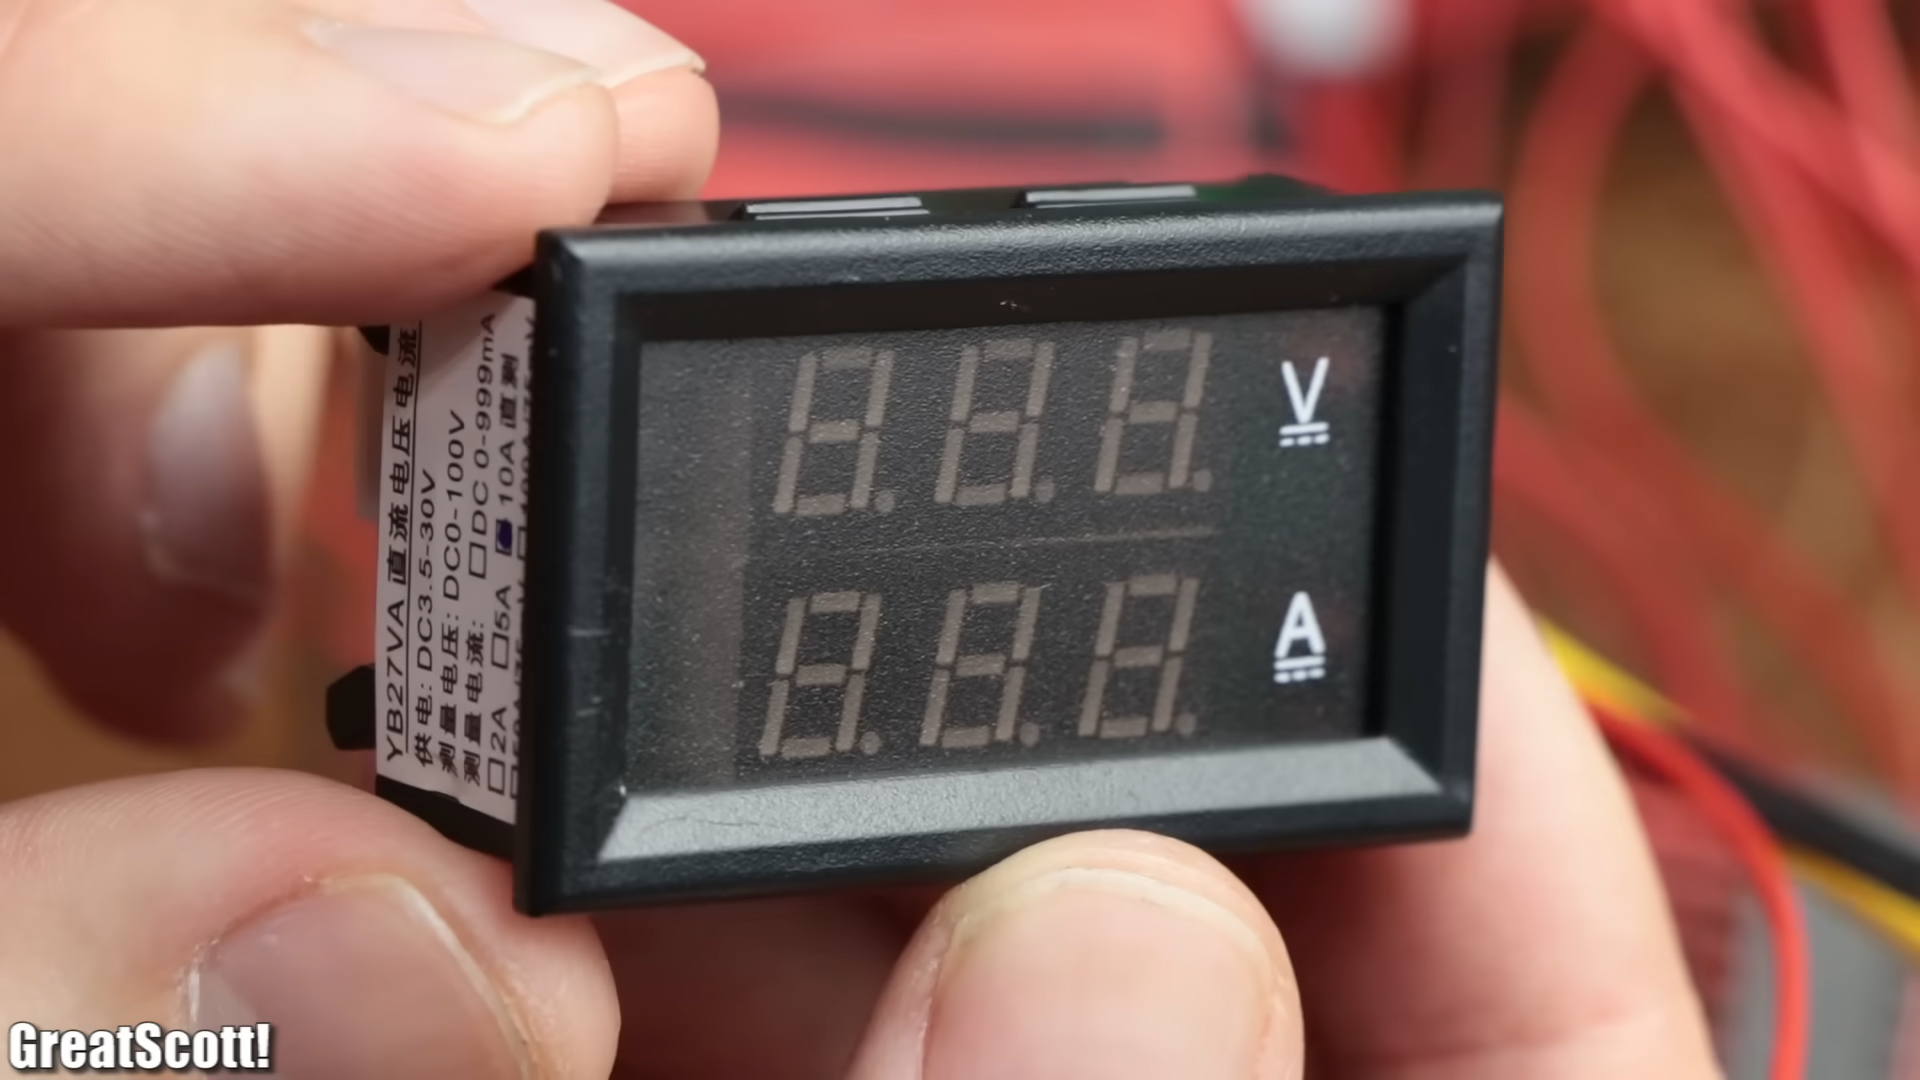 YB27VA 直流电压电流
供电: DC3.5-30V
测量电压: DC0-100V
测量电流: □DC 0-999mA
□2A □5A ■10A 直测
V
A
GreatScott!